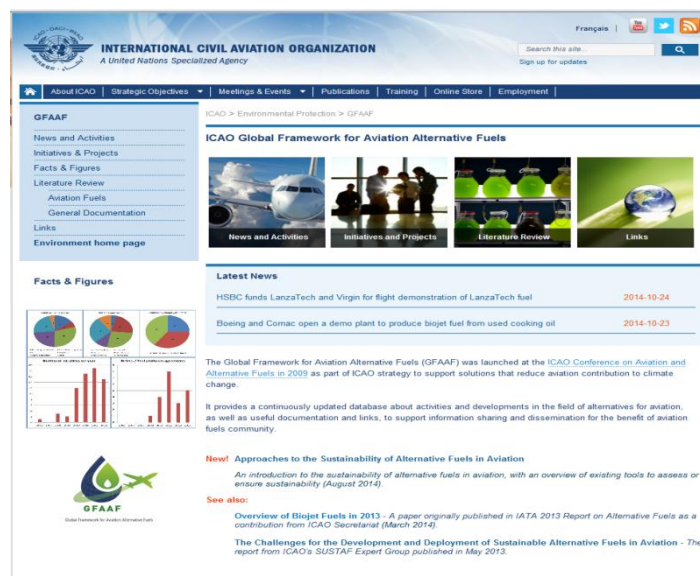 Français |
INTERNATIONAL CIVIL AVIATION ORGANIZATION
A United Nations Specialized Agency
Search this site...
Sign up for updates
About ICAO | Strategic Objectives | Meetings & Events | Publications | Training | Online Store | Employment |
GFAAF
News and Activities
Initiatives & Projects
Facts & Figures
Literature Review
Aviation Fuels
General Documentation
Links
Environment home page
ICAO > Environmental Protection > GFAAF
ICAO Global Framework for Aviation Alternative Fuels
News and Activities
Initiatives and Projects
Literature Review
Links
Latest News
HSBC funds LanzaTech and Virgin for flight demonstration of LanzaTech fuel 2014-10-24
Boeing and Comac open a demo plant to produce biojet fuel from used cooking oil 2014-10-23
Facts & Figures
GFAAF
Global Framework for Aviation Alternative Fuels
The Global Framework for Aviation Alternative Fuels (GFAAF) was launched at the ICAO Conference on Aviation and
Alternative Fuels in 2009 as part of ICAO strategy to support solutions that reduce aviation contribution to climate
change.
It provides a continuously updated database about activities and developments in the field of alternatives for aviation,
as well as useful documentation and links, to support information sharing and dissemination for the benefit of aviation
fuels community.
New! Approaches to the Sustainability of Alternative Fuels in Aviation
An introduction to the sustainability of alternative fuels in aviation, with an overview of existing tools to assess or
ensure sustainability (August 2014).
See also:
Overview of Biojet Fuels in 2013 - A paper originally published in IATA 2013 Report on Alternative Fuels as a
contribution from ICAO Secretariat (March 2014).
The Challenges for the Development and Deployment of Sustainable Alternative Fuels in Aviation - The
report from ICAO's SUSTAF Expert Group published in May 2013.